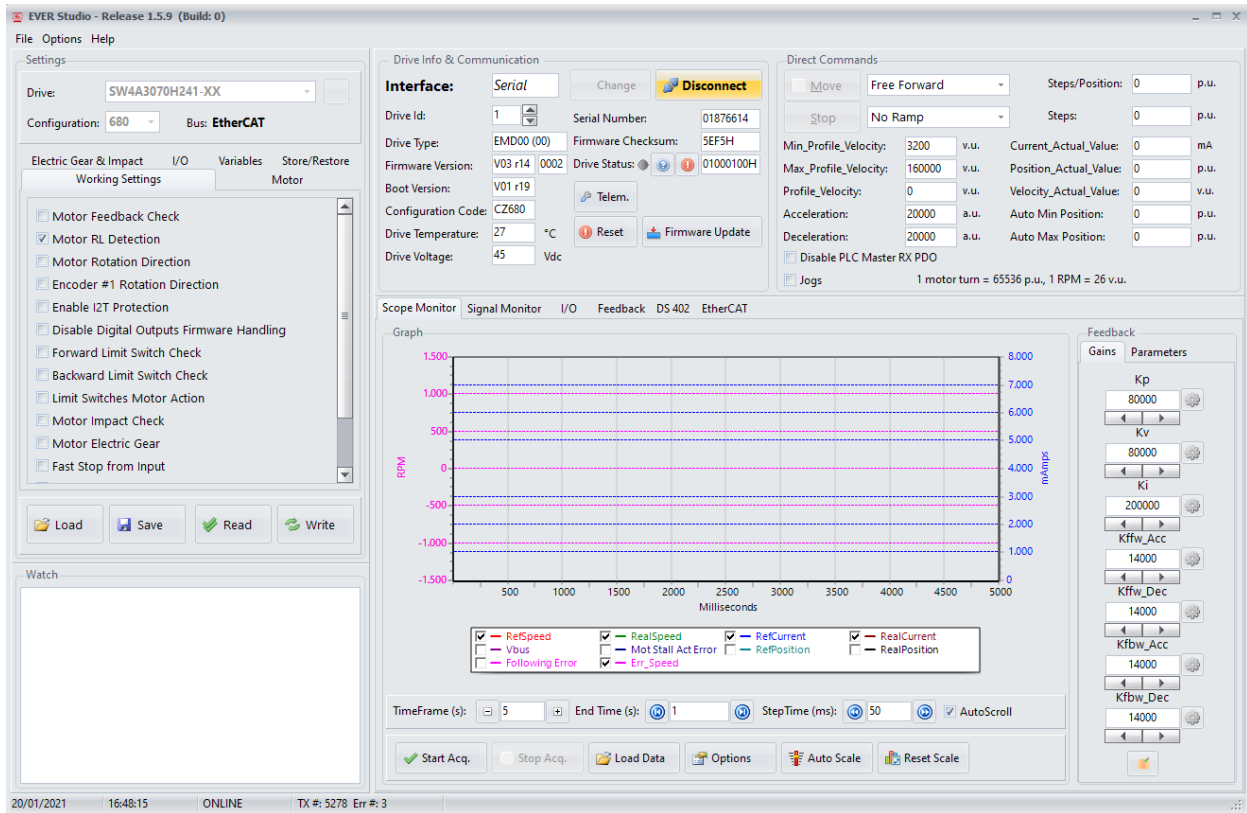 EVER Studio - Release 1.5.9 (Build: 0)
File Options Help
Settings
Drive: SW4A3070H241-XX
Configuration: 680 Bus: EtherCAT
Electric Gear & Impact I/O Variables Store/Restore
Working Settings Motor
Motor Feedback Check
Motor RL Detection
Motor Rotation Direction
Encoder #1 Rotation Direction
Enable I2T Protection
Disable Digital Outputs Firmware Handling
Forward Limit Switch Check
Backward Limit Switch Check
Limit Switches Motor Action
Motor Impact Check
Motor Electric Gear
Fast Stop from Input
Load Save Read Write
Watch
Drive Info & Communication
Interface: Serial Change Disconnect
Drive Id: 1 Serial Number: 01876614
Drive Type: EMD00 (00) Firmware Checksum: 5EF5H
Firmware Version: V03 r14 0002 Drive Status: 01000100H
Boot Version: V01 r19 Telem.
Configuration Code: CZ680
Drive Temperature: 27 °C Reset Firmware Update
Drive Voltage: 45 Vdc
Direct Commands
Move Free Forward Steps/Position: 0 p.u.
Stop No Ramp Steps: 0 p.u.
Min_Profile_Velocity: 3200 v.u. Current_Actual_Value: 0 mA
Max_Profile_Velocity: 160000 v.u. Position_Actual_Value: 0 p.u.
Profile_Velocity: 0 v.u. Velocity_Actual_Value: 0 v.u.
Acceleration: 20000 a.u. Auto Min Position: 0 p.u.
Deceleration: 20000 a.u. Auto Max Position: 0 p.u.
Disable PLC Master RX PDO
Jogs 1 motor turn = 65536 p.u., 1 RPM = 26 v.u.
Scope Monitor Signal Monitor I/O Feedback DS 402 EtherCAT
Graph
1.500 8.000
7.000
1.000
6.000
500 5.000
RPM 0 4.000 mAmps
3.000
-500
2.000
-1.000 1.000
-1.500 0
500 1000 1500 2000 2500 3000 3500 4000 4500 5000
Milliseconds
RefSpeed RealSpeed RefCurrent RealCurrent
Vbus Mot Stall Act Error RefPosition RealPosition
Following Error Err_Speed
TimeFrame (s): 5 End Time (s): 1 StepTime (ms): 50 AutoScroll
Start Acq. Stop Acq. Load Data Options Auto Scale Reset Scale
Feedback
Gains Parameters
Kp
80000
Kv
80000
Ki
200000
Kffw_Acc
14000
Kffw_Dec
14000
Kfbw_Acc
14000
Kfbw_Dec
14000
20/01/2021 16:48:15 ONLINE TX #: 5278 Err #: 3